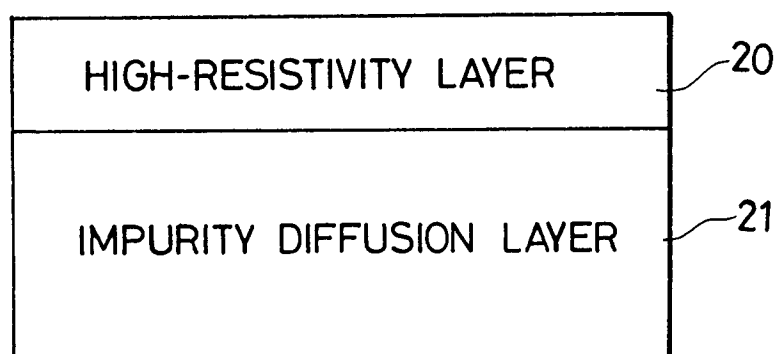 HIGH-RESISTIVITY LAYER
20
IMPURITY DIFFUSION LAYER
21